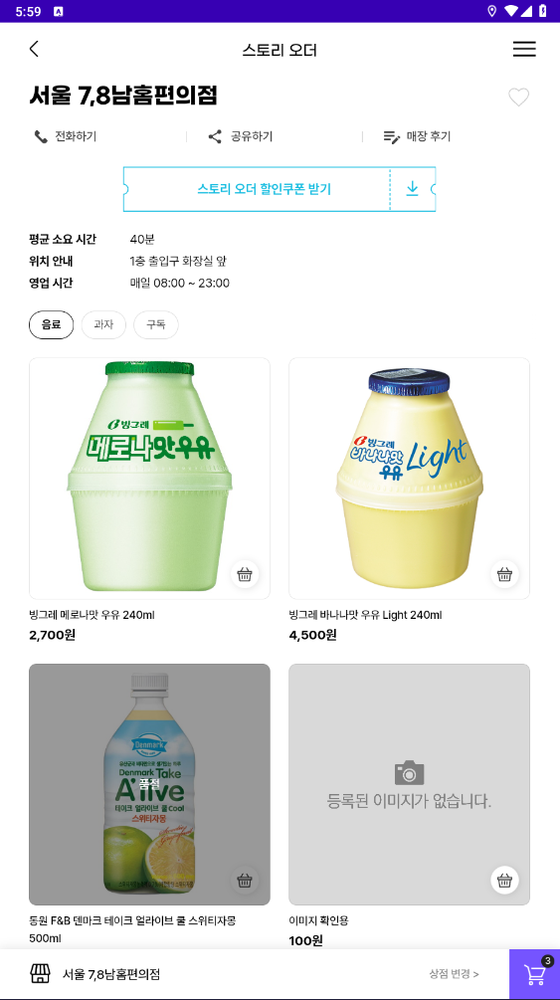 5:59
A
스토리 오더
서울 7,8남홈편의점
전화하기
공유하기
매장 후기
스토리 오더 할인쿠폰 받기
평균 소요 시간 40분
위치 안내 1층 출입구 화장실 앞
영업 시간 매일 08:00 ~ 23:00
음료 과자 구독
빙그레
메로나맛우유
빙그레
바나나맛
우유
Light
빙그레 메로나맛 우유 240ml
2,700원
빙그레 바나나맛 우유 Light 240ml
4,500원
Denmark
Denmark Take
A'live
테이크 얼라이브 쿨 Cool
스위티자몽
품절
등록된 이미지가 없습니다.
동원 F&B 덴마크 테이크 얼라이브 쿨 스위티자몽
500ml
이미지 확인용
100원
서울 7,8남홈편의점
상점 변경 >
3